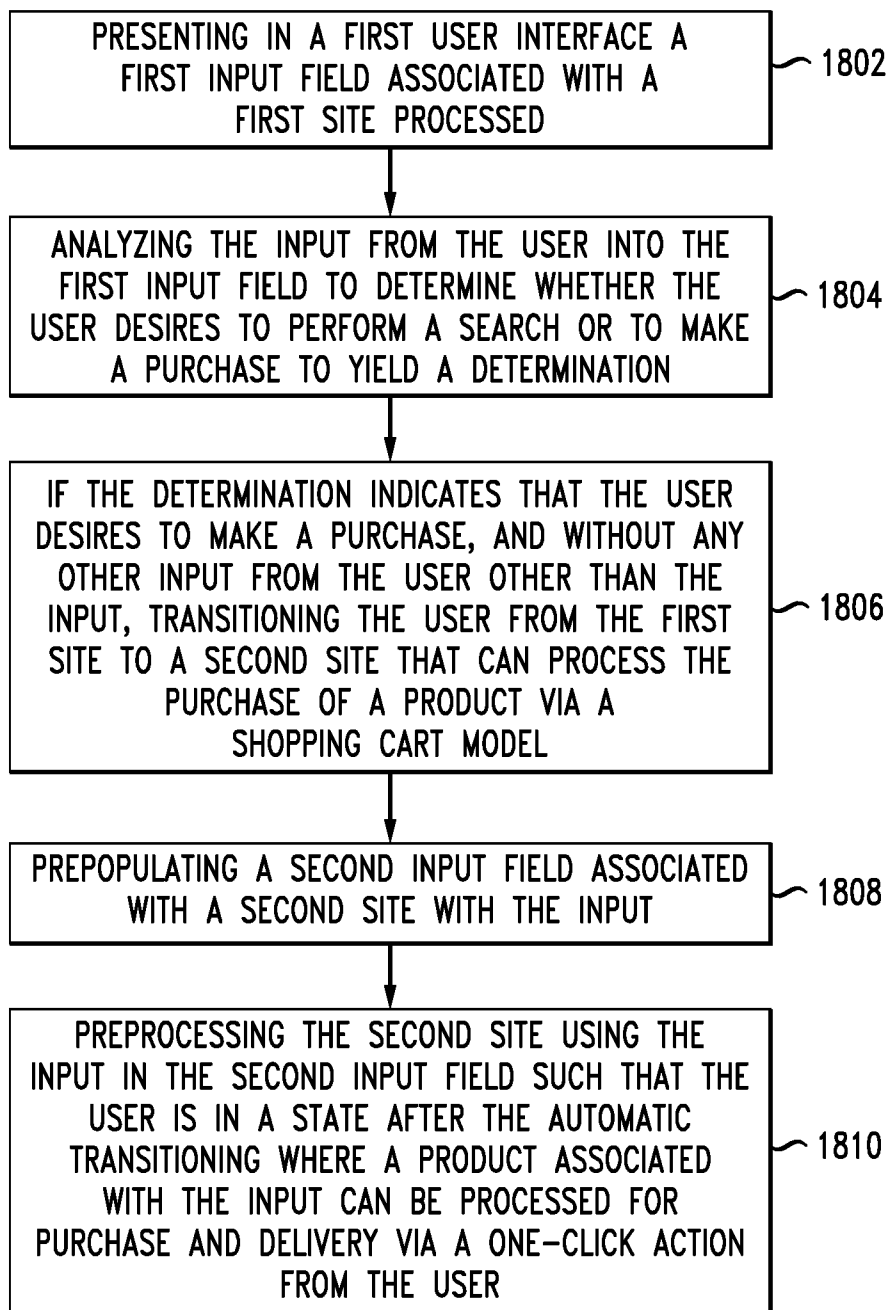 PRESENTING IN A FIRST USER INTERFACE A
FIRST INPUT FIELD ASSOCIATED WITH A
FIRST SITE PROCESSED
1802
ANALYZING THE INPUT FROM THE USER INTO THE
FIRST INPUT FIELD TO DETERMINE WHETHER THE
USER DESIRES TO PERFORM A SEARCH OR TO MAKE
A PURCHASE TO YIELD A DETERMINATION
1804
IF THE DETERMINATION INDICATES THAT THE USER
DESIRES TO MAKE A PURCHASE, AND WITHOUT ANY
OTHER INPUT FROM THE USER OTHER THAN THE
INPUT, TRANSITIONING THE USER FROM THE FIRST
SITE TO A SECOND SITE THAT CAN PROCESS THE
PURCHASE OF A PRODUCT VIA A
SHOPPING CART MODEL
1806
PREPOPULATING A SECOND INPUT FIELD ASSOCIATED
WITH A SECOND SITE WITH THE INPUT
1808
PREPROCESSING THE SECOND SITE USING THE
INPUT IN THE SECOND INPUT FIELD SUCH THAT THE
USER IS IN A STATE AFTER THE AUTOMATIC
TRANSITIONING WHERE A PRODUCT ASSOCIATED
WITH THE INPUT CAN BE PROCESSED FOR
PURCHASE AND DELIVERY VIA A ONE-CLICK ACTION
FROM THE USER
1810